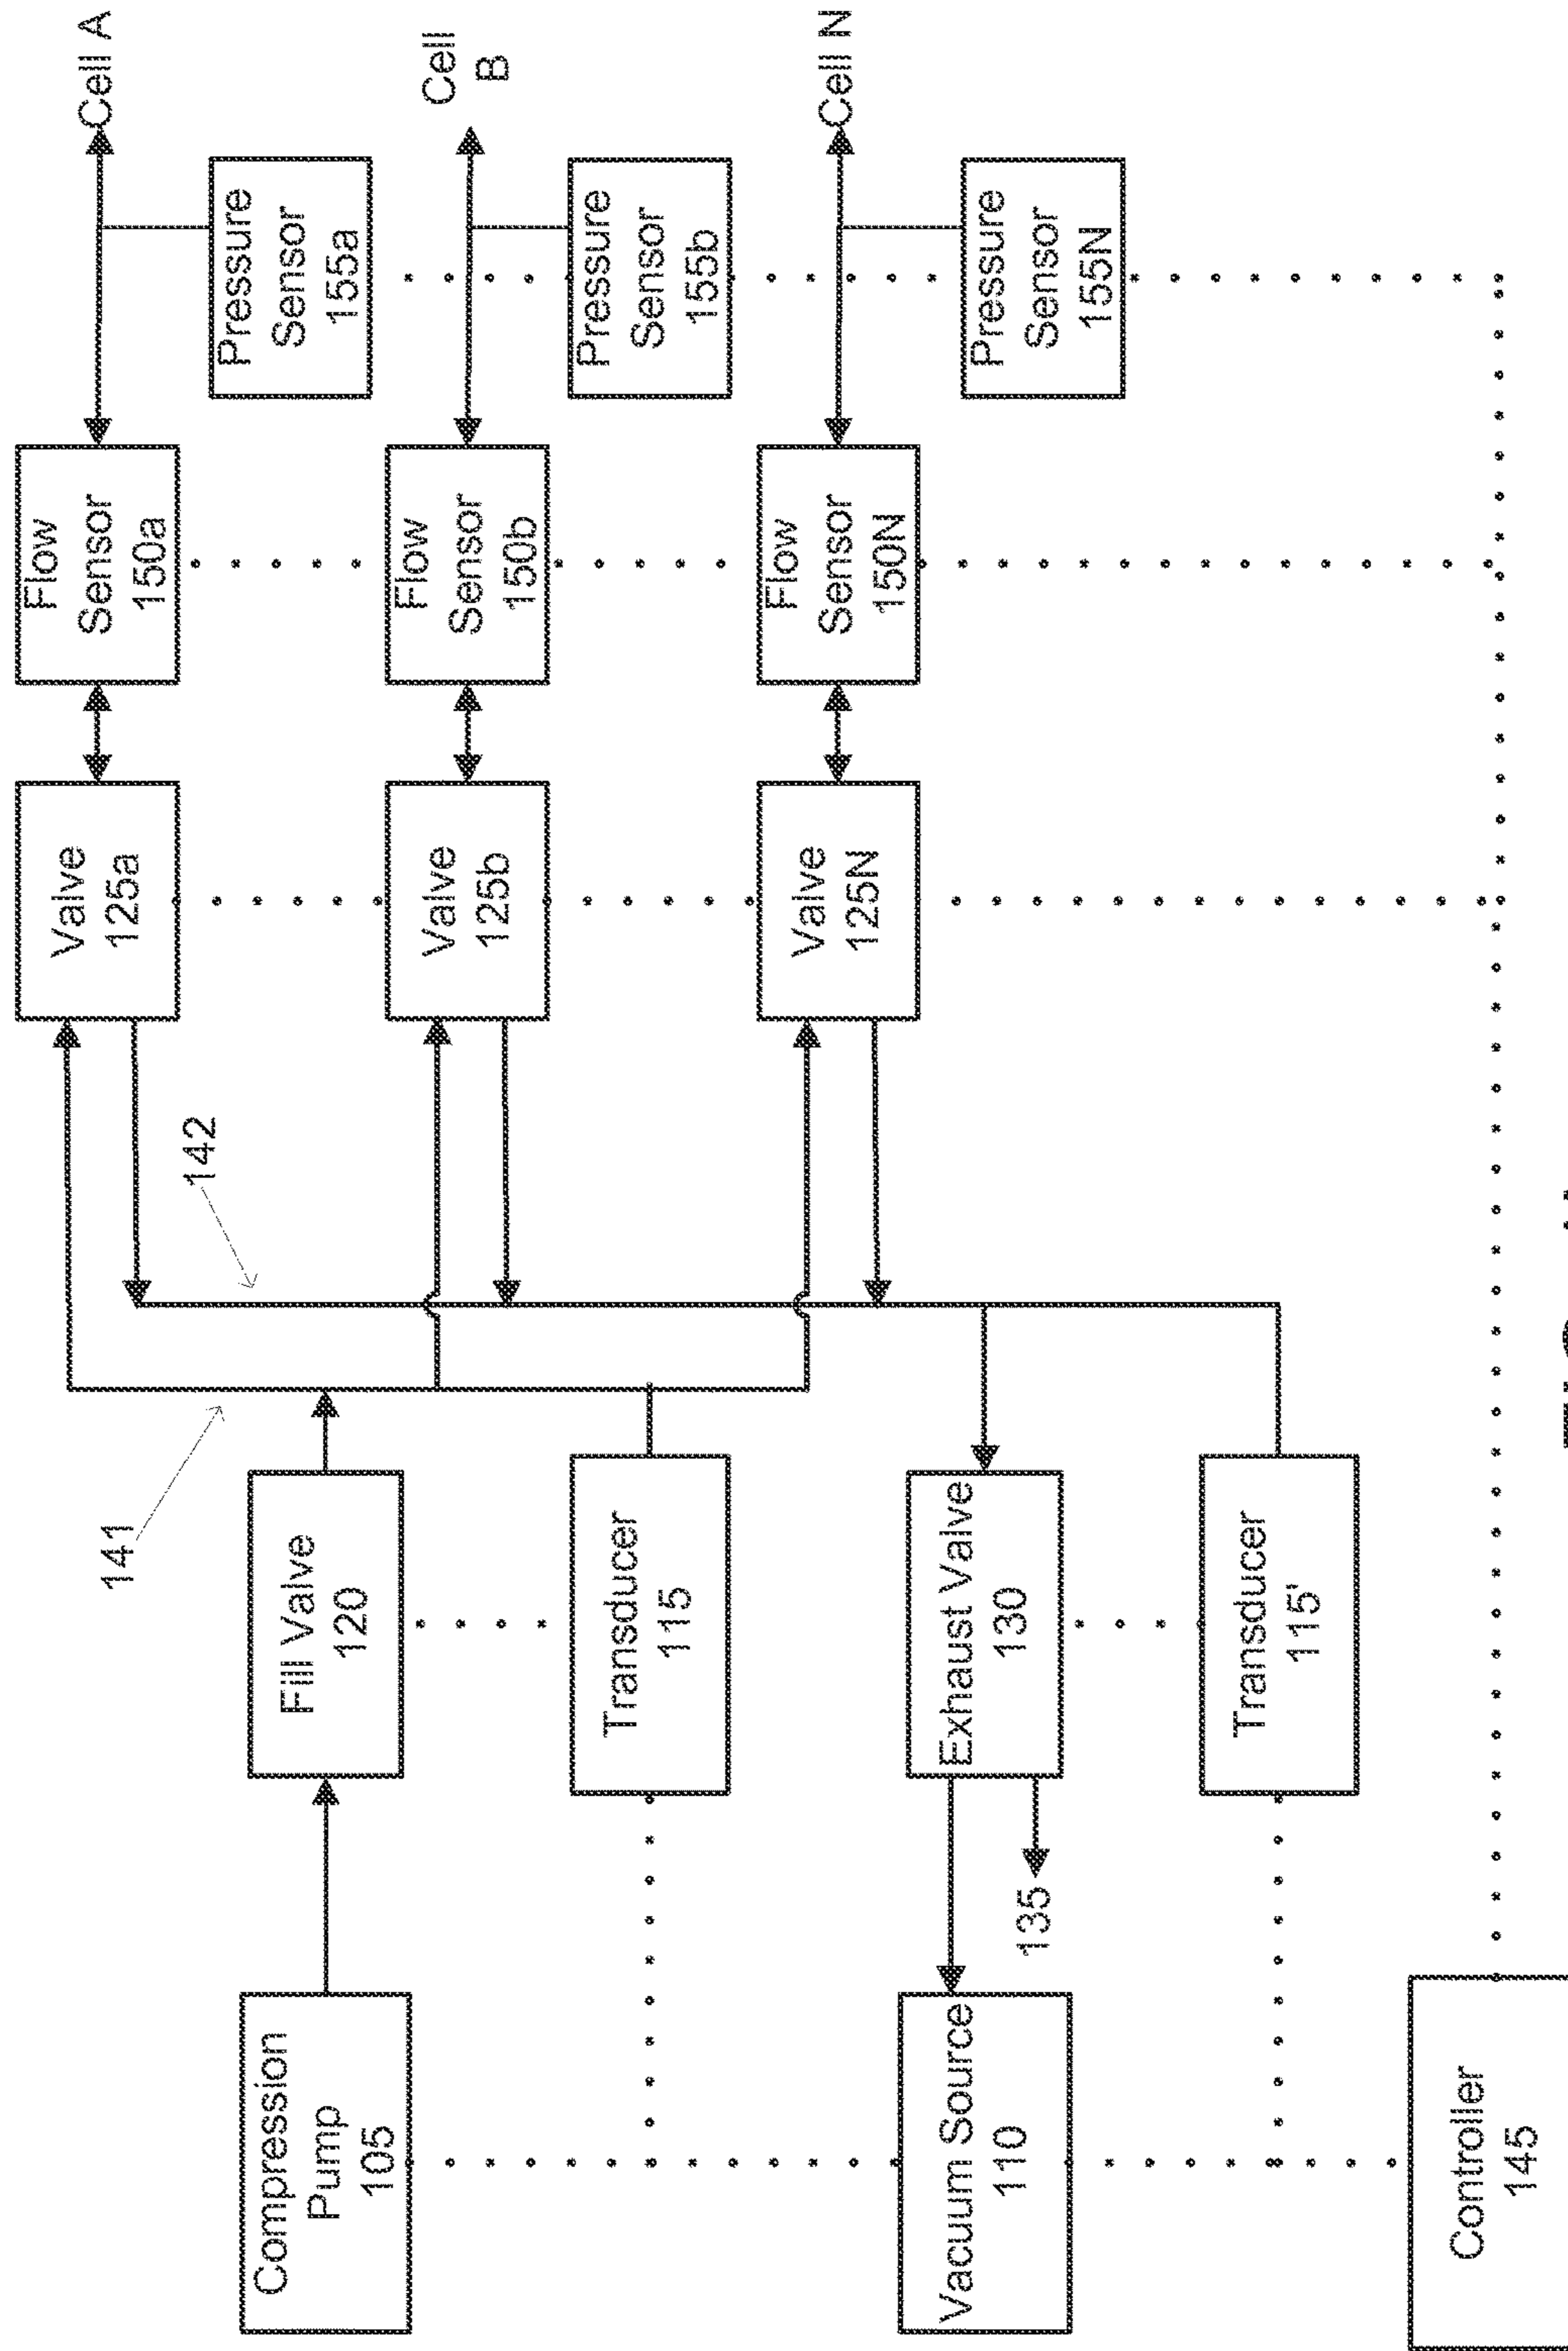 Cell A
Flow
Sensor
150a
Valve
125a
Pressure
Sensor
155a
141
142
Compression
Pump
105
Fill Valve
120
Cell
B
Flow
Sensor
150b
Valve
125b
Pressure
Sensor
155b
Transducer
115
Cell N
Flow
Sensor
150N
Valve
125N
Pressure
Sensor
155N
Vacuum Source
110
Exhaust Valve
130
135
Transducer
115'
Controller
145